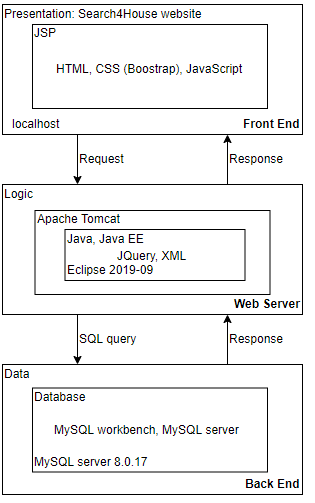 Presentation: Search4House website
JSP
HTML, CSS (Boostrap), JavaScript
localhost
Front End
Request
Response
Logic
Apache Tomcat
Java, Java EE
JQuery, XML
Eclipse 2019-09
Web Server
SQL query
Response
Data
Database
MySQL workbench, MySQL server
MySQL server 8.0.17
Back End